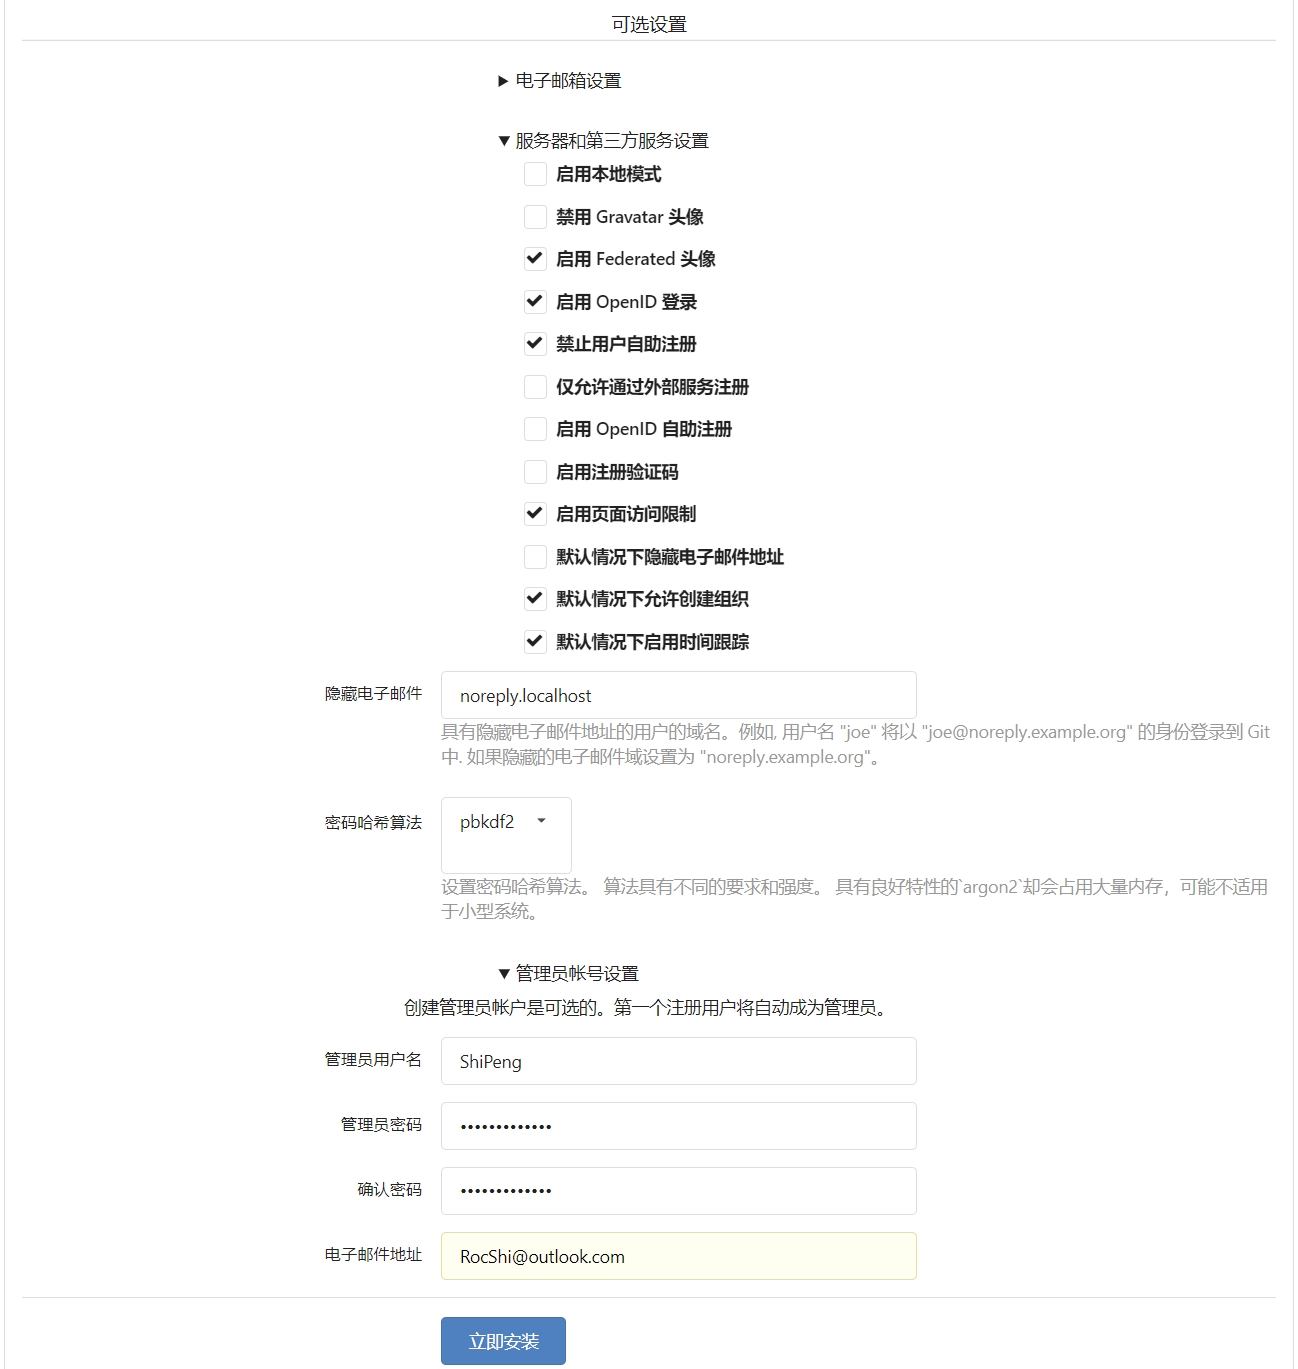 可选设置
电子邮箱设置
服务器和第三方服务设置
启用本地模式
禁用 Gravatar 头像
启用 Federated 头像
启用 OpenID 登录
禁止用户自助注册
仅允许通过外部服务注册
启用 OpenID 自助注册
启用注册验证码
启用页面访问限制
默认情况下隐藏电子邮件地址
默认情况下允许创建组织
默认情况下启用时间跟踪
隐藏电子邮件 noreply.localhost
具有隐藏电子邮件地址的用户的域名。例如, 用户名 "joe" 将以 "joe@noreply.example.org" 的身份登录到 Git
中. 如果隐藏的电子邮件域设置为 "noreply.example.org"。
密码哈希算法 pbkdf2
设置密码哈希算法。 算法具有不同的要求和强度。 具有良好特性的`argon2`却会占用大量内存，可能不适用
于小型系统。
管理员帐号设置
创建管理员帐户是可选的。第一个注册用户将自动成为管理员。
管理员用户名 ShiPeng
管理员密码 •••••••••••••
确认密码 •••••••••••••
电子邮件地址 RocShi@outlook.com
立即安装